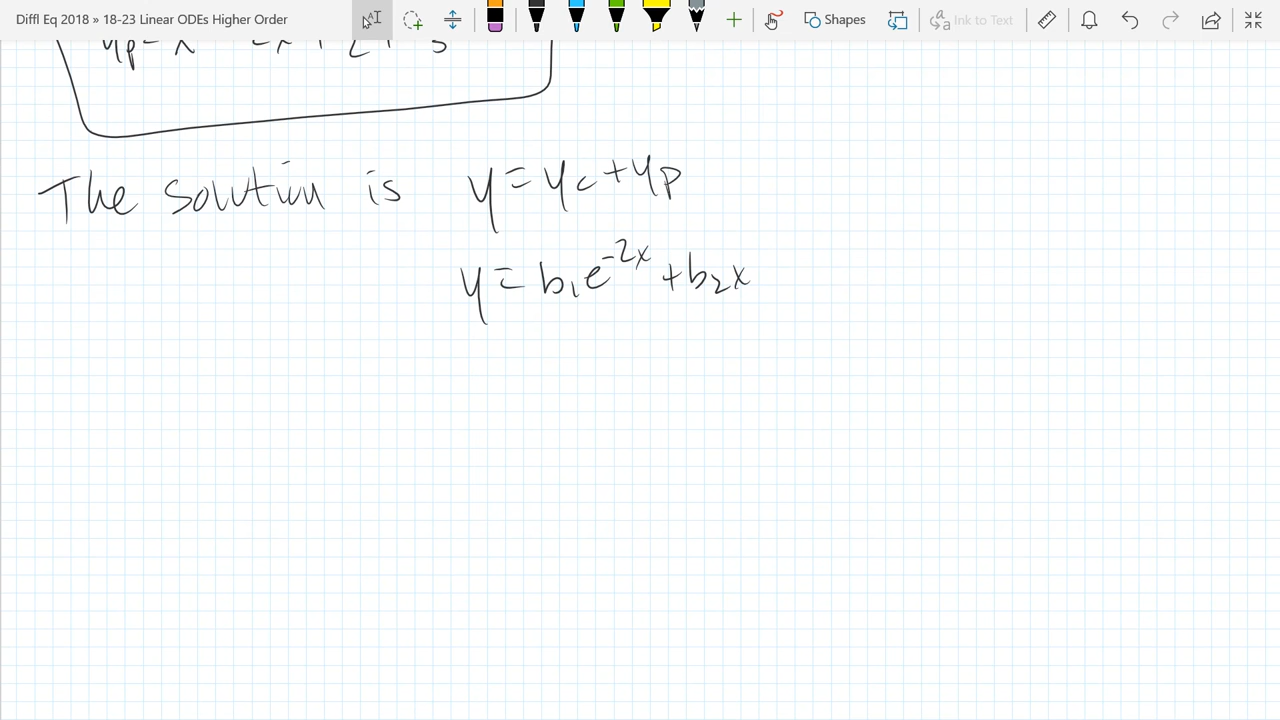 Diffl Eq 2018 » 18-23 Linear ODEs Higher Order
Shapes
Ink to Text
The solution is y = yc + yp
y = b₁e^-2x + b₂x